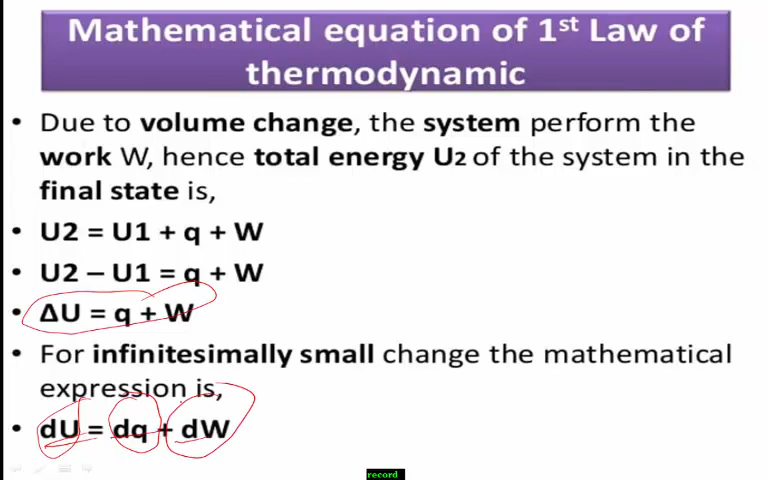 Mathematical equation of 1st Law of
thermodynamic
• Due to volume change, the system perform the
work W, hence total energy U2 of the system in the
final state is,
• U2 = U1 + q + W
• U2 – U1 = q + W
• ΔU = q + W
• For infinitesimally small change the mathematical
expression is,
• dU = dq + dW
record